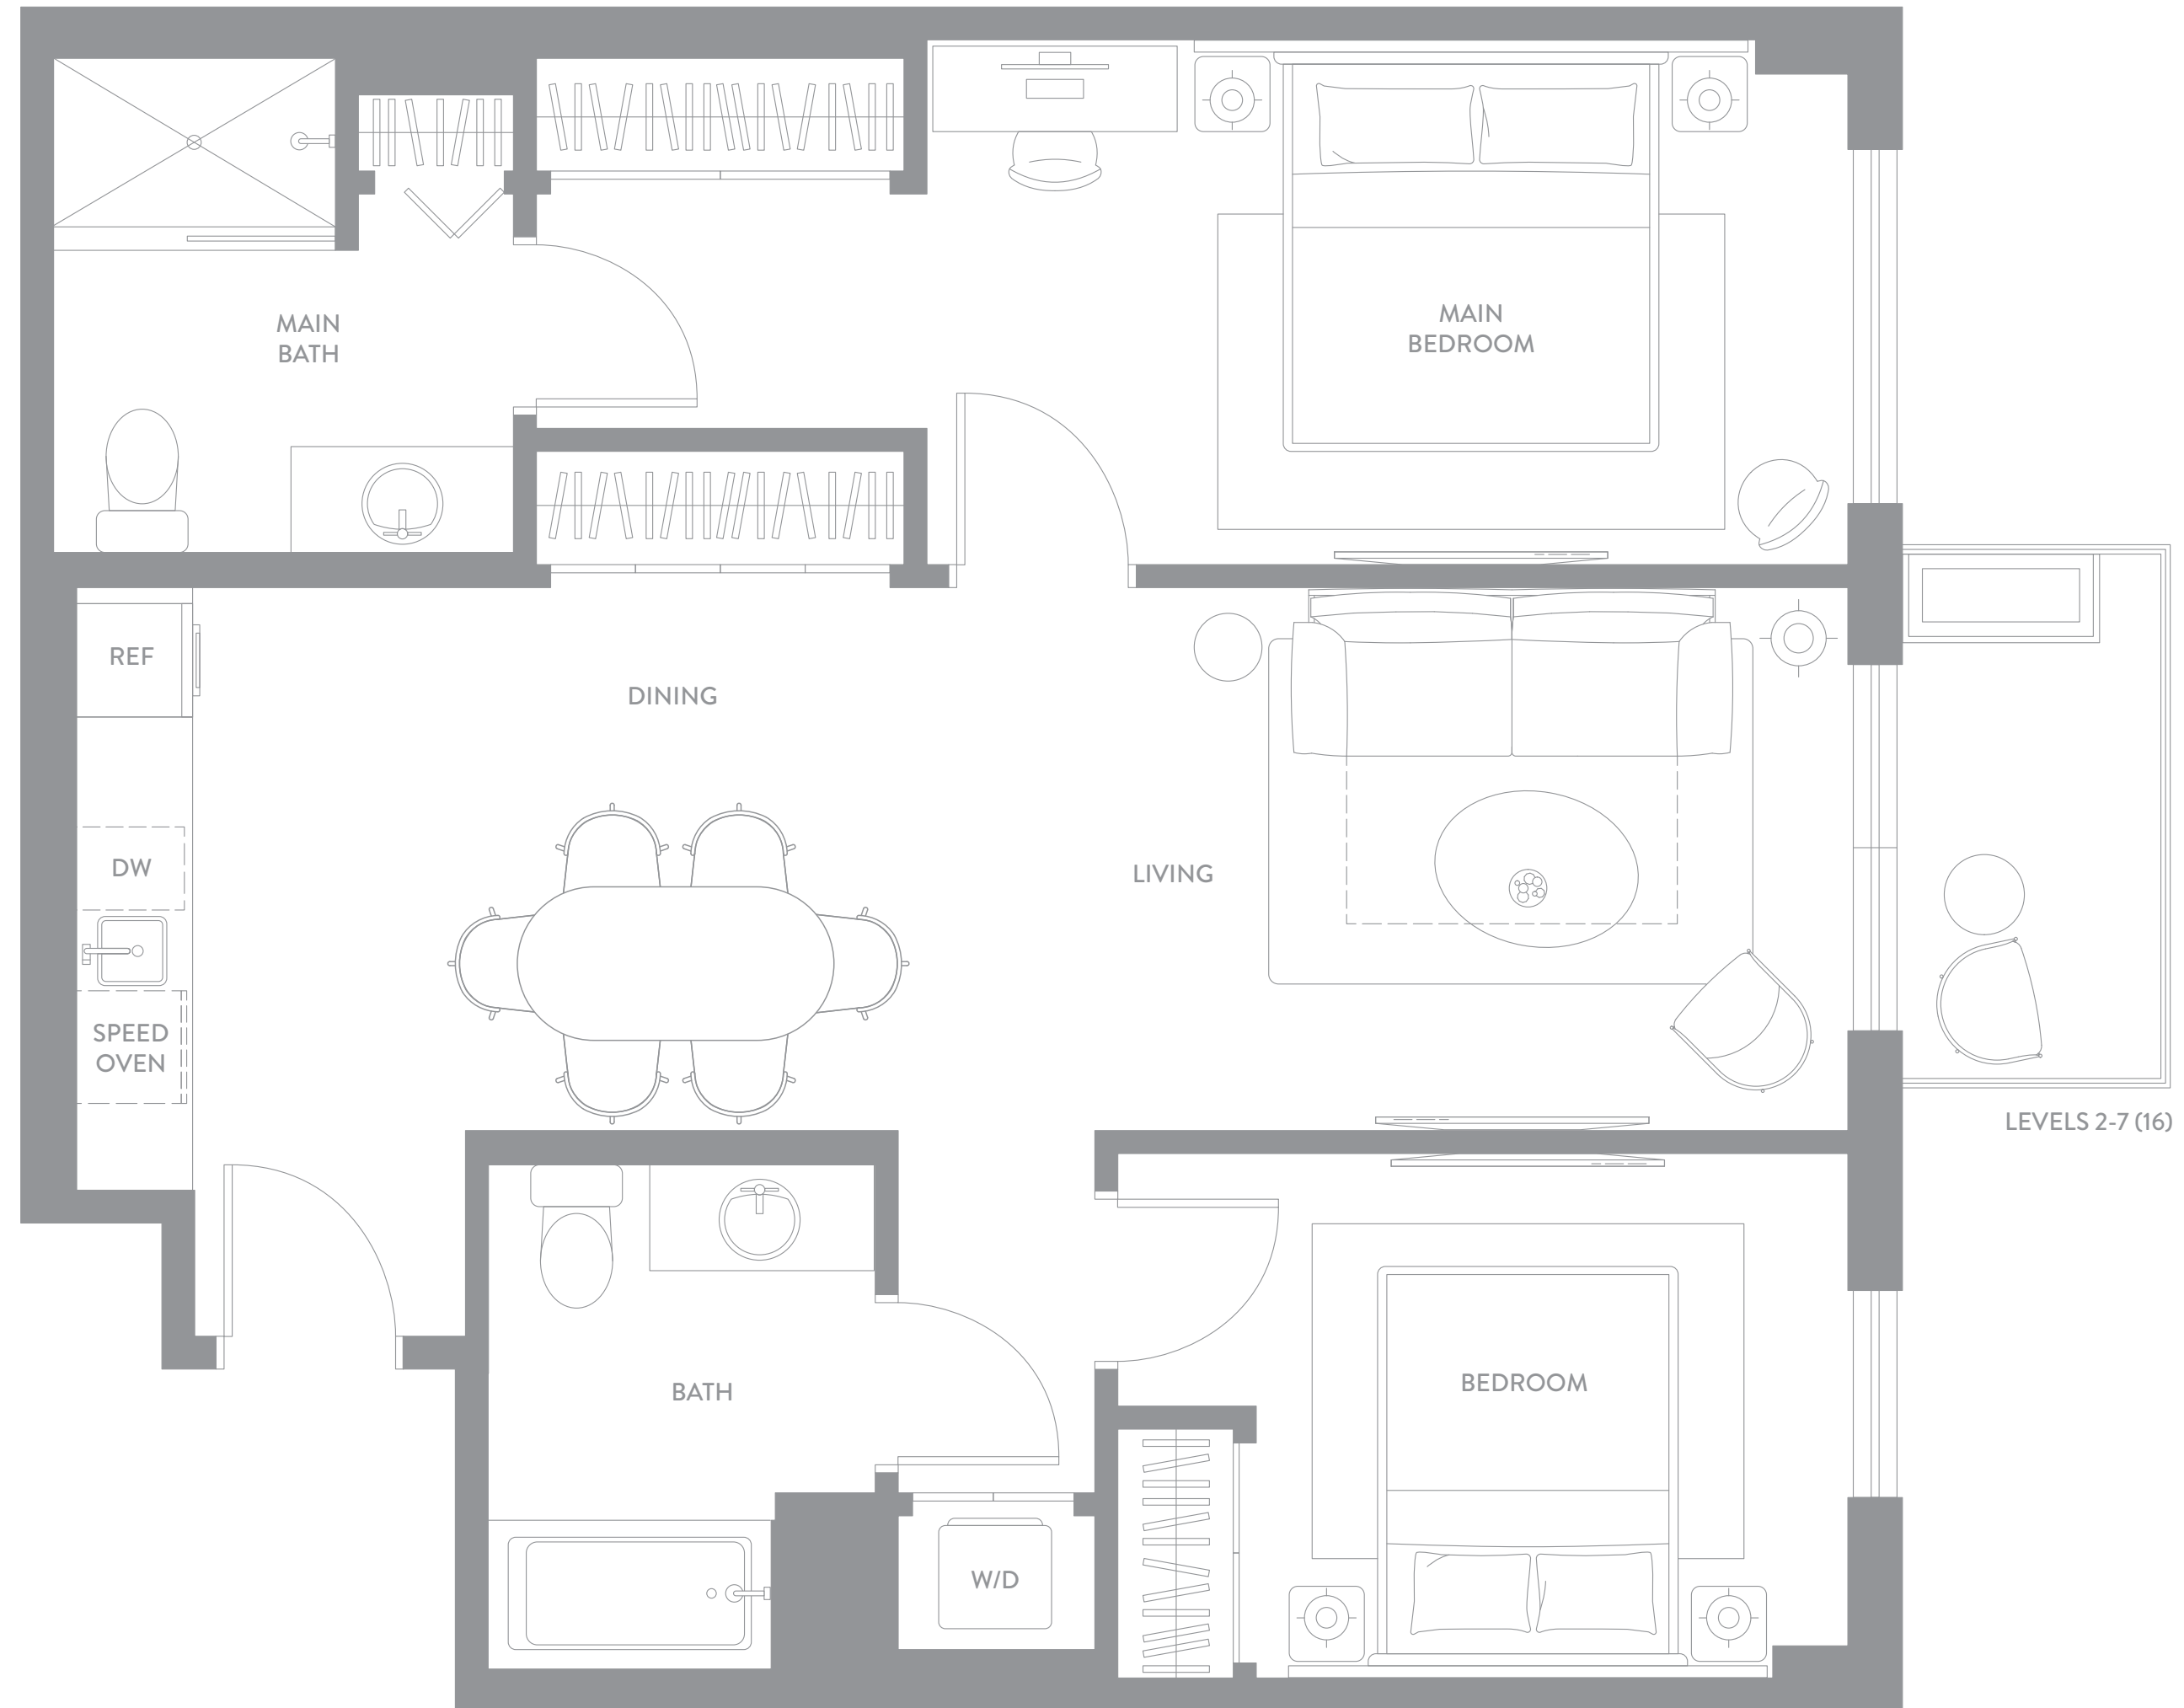 MAIN
BATH
MAIN
BEDROOM
REF
DINING
DW
LIVING
SPEED
OVEN
LEVELS 2-7 (16)
BATH
BEDROOM
W/D